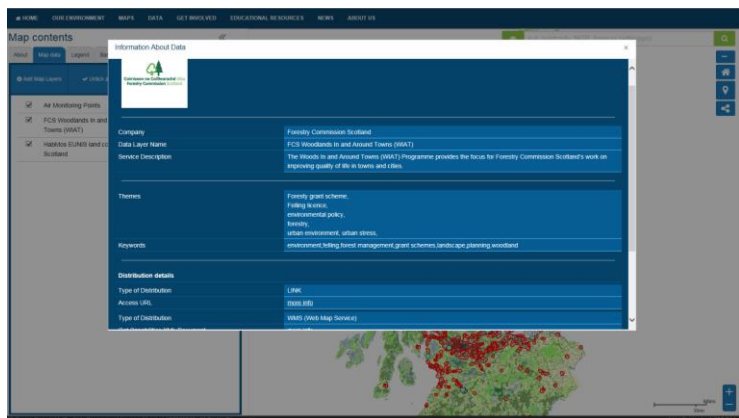 HOME OUR ENVIRONMENT MAPS DATA GET INVOLVED EDUCATIONAL RESOURCES NEWS ABOUT US
Map contents
About Map data Legend
Add Map Layers
Air Monitoring Points
FCS Woodlands In and
Towns (WIAT)
HabMos EUNIS land co
Scotland
Information About Data x
Forestry Commission Scotland
Company Forestry Commission Scotland
Data Layer Name FCS Woodlands In and Around Towns (WIAT)
Service Description The Woods In and Around Towns (WIAT) Programme provides the focus for Forestry Commission Scotland's work on
improving quality of life in towns and cities.
Themes Foresty grant scheme,
Felling licence,
environmental policy,
forestry,
urban environment, urban stress,
Keywords environment,felling,forest management,grant schemes,landscape,planning,woodland
Distribution details
Type of Distribution LINK
Access URL more info
Type of Distribution WMS (Web Map Service)